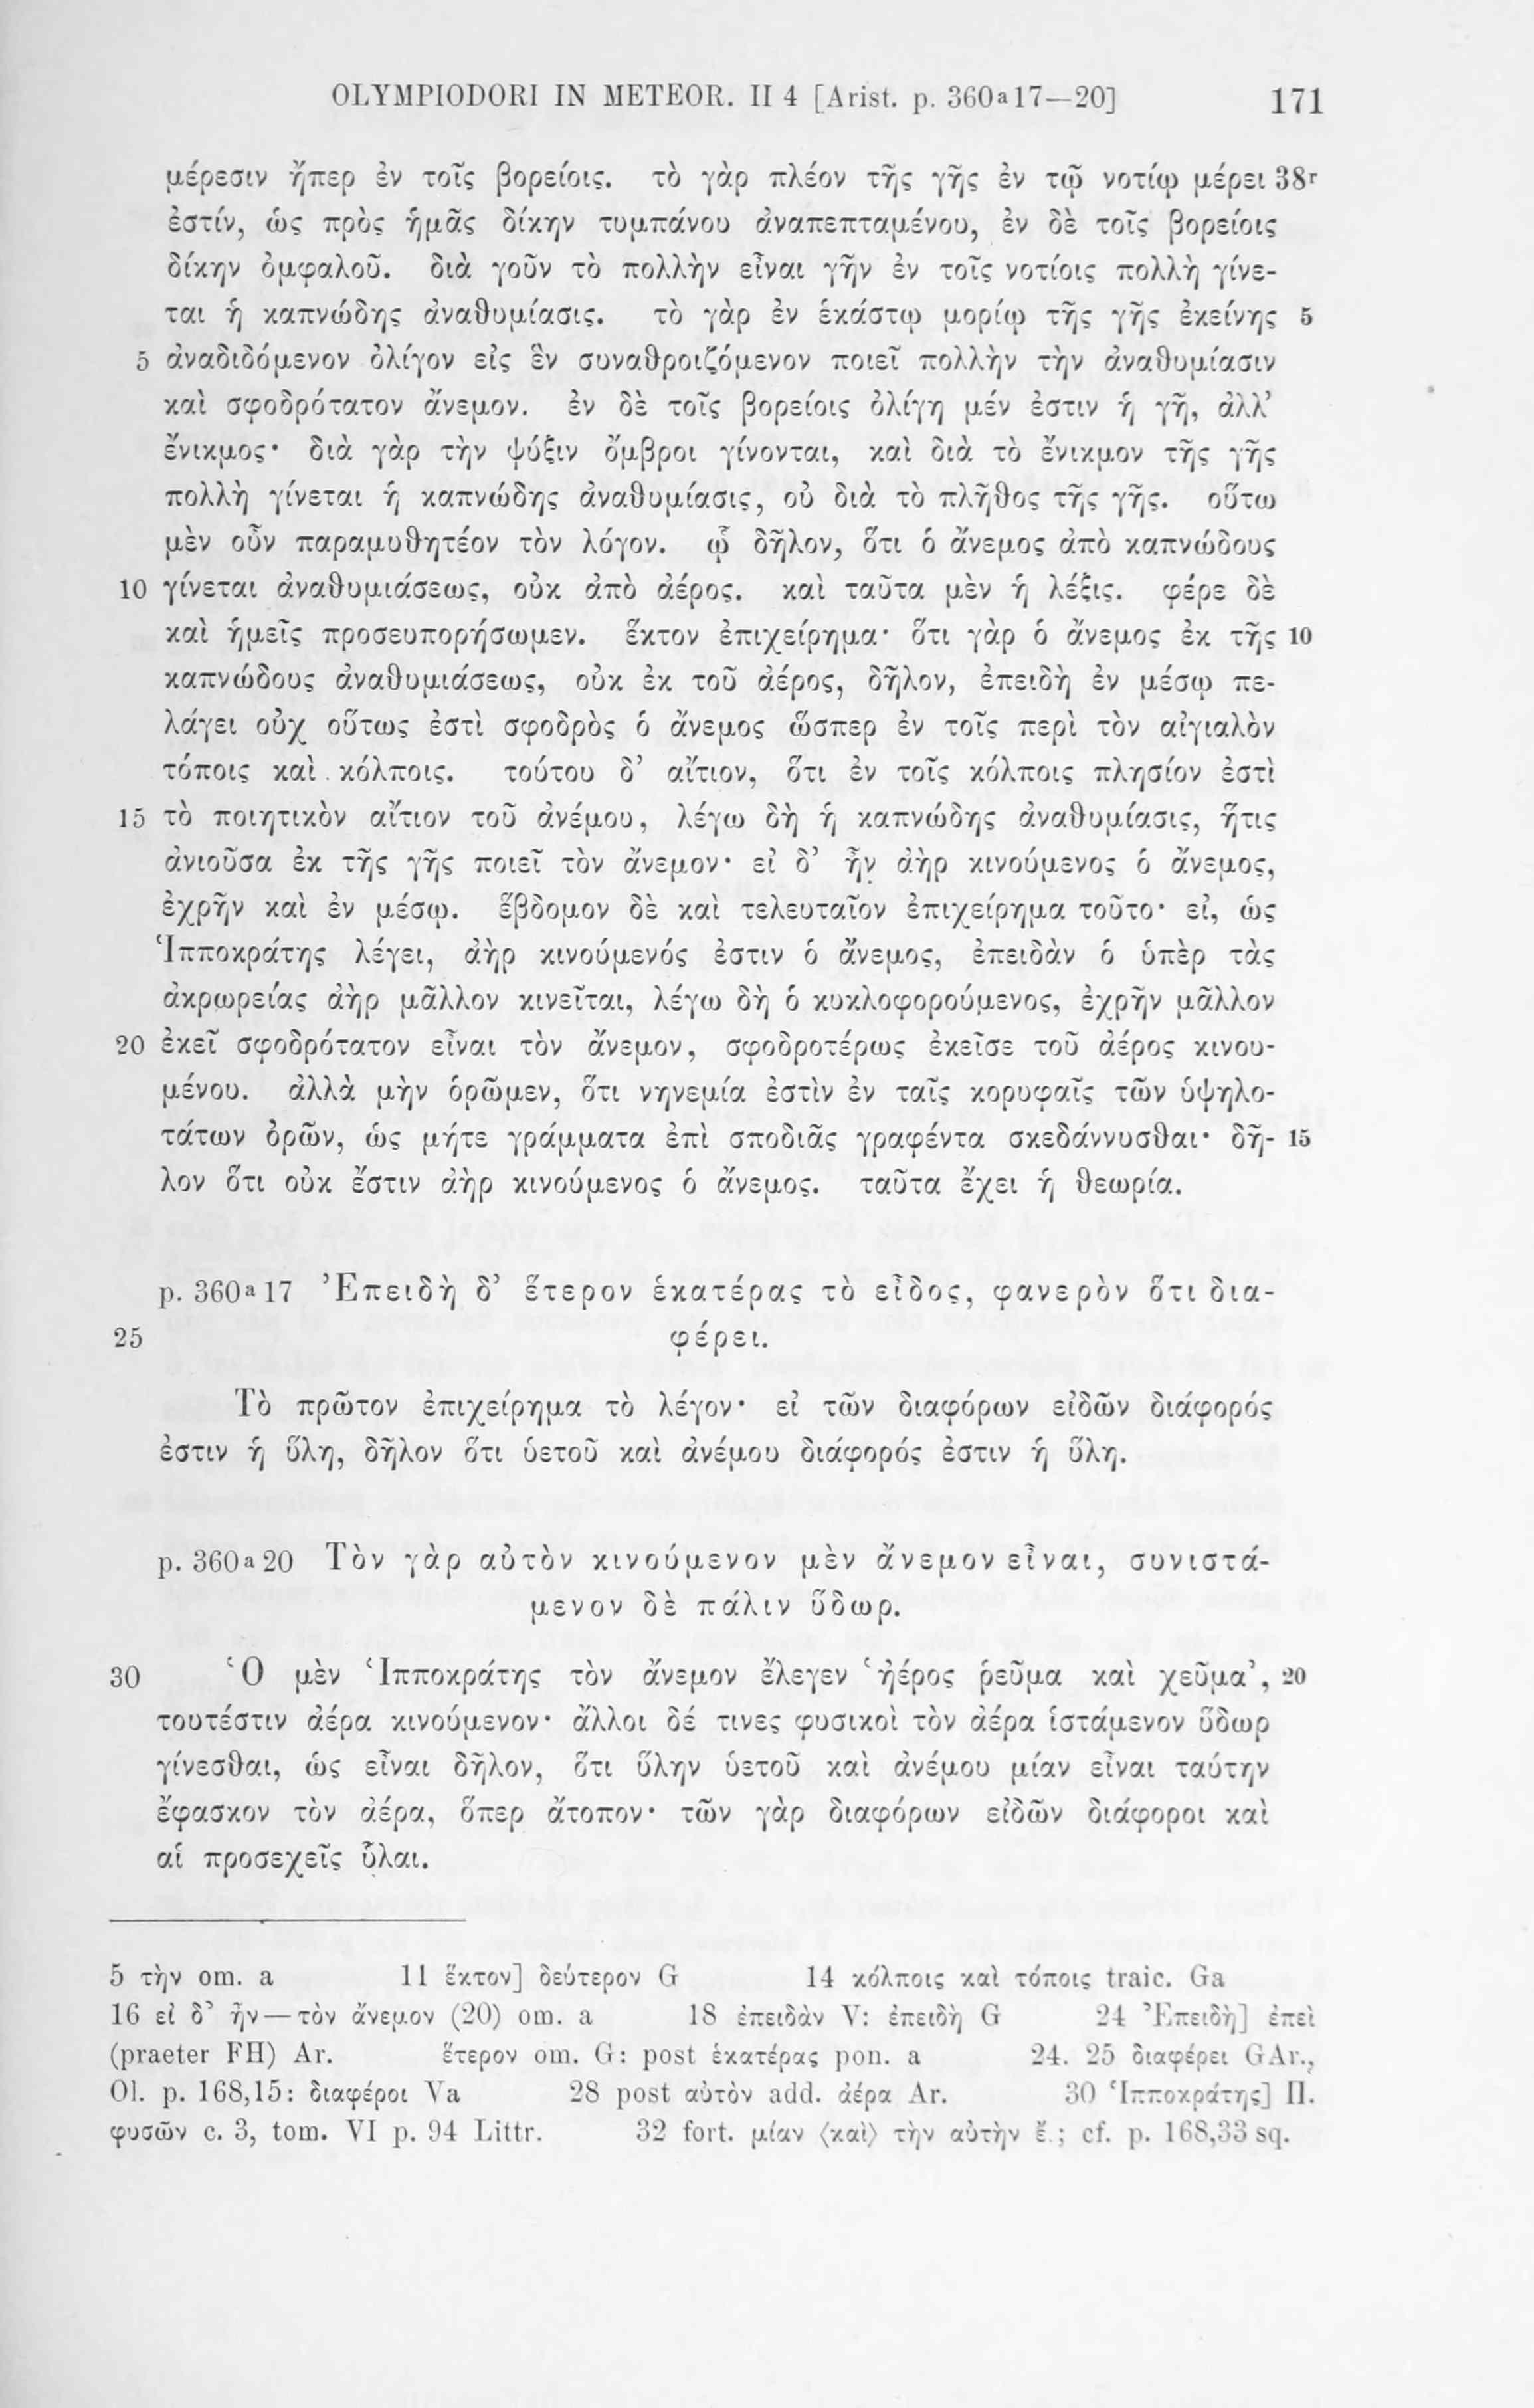 OLYMPIODORI IN METEOR. II 4 [Arist. p. 360a17—20] 171
μέρεσιν ἤπερ ἐν τοῖς βορείοις. τὸ γὰρ πλέον τῆς γῆς ἐν τῷ νοτίῳ μέρει 38r
ἐστίν, ὡς πρὸς ἡμᾶς δίκην τυμπάνου ἀναπεπταμένου, ἐν δὲ τοῖς βορείοις
δίκην ὀμφαλοῦ. διὰ γοῦν τὸ πολλὴν εἶναι γῆν ἐν τοῖς νοτίοις πολλὴ γίνε-
ται ἡ καπνώδης ἀναθυμίασις. τὸ γὰρ ἐν ἑκάστῳ μορίῳ τῆς γῆς ἐκείνης 5
5 ἀναδιδόμενον ὀλίγον εἰς ἓν συναθροιζόμενον ποιεῖ πολλὴν τὴν ἀναθυμίασιν
καὶ σφοδρότατον ἄνεμον. ἐν δὲ τοῖς βορείοις ὀλίγη μέν ἐστιν ἡ γῆ, ἀλλ’
ἔνικμος· διὰ γὰρ τὴν ψύξιν ὄμβροι γίνονται, καὶ διὰ τὸ ἔνικμον τῆς γῆς
πολλὴ γίνεται ἡ καπνώδης ἀναθυμίασις, οὐ διὰ τὸ πλῆθος τῆς γῆς. οὕτω
μὲν οὖν παραμυθητέον τὸν λόγον. ᾧ δῆλον, ὅτι ὁ ἄνεμος ἀπὸ καπνώδους
10 γίνεται ἀναθυμιάσεως, οὐκ ἀπὸ ἀέρος. καὶ ταῦτα μὲν ἡ λέξις. φέρε δὲ
καὶ ἡμεῖς προσευπορήσωμεν. ἕκτον ἐπιχείρημα· ὅτι γὰρ ὁ ἄνεμος ἐκ τῆς 10
καπνώδους ἀναθυμιάσεως, οὐκ ἐκ τοῦ ἀέρος, δῆλον, ἐπειδὴ ἐν μέσῳ πε-
λάγει οὐχ οὕτως ἐστὶ σφοδρὸς ὁ ἄνεμος ὥσπερ ἐν τοῖς περὶ τὸν αἰγιαλὸν
τόποις καὶ κόλποις. τούτου δ’ αἴτιον, ὅτι ἐν τοῖς κόλποις πλησίον ἐστὶ
15 τὸ ποιητικὸν αἴτιον τοῦ ἀνέμου, λέγω δὴ ἡ καπνώδης ἀναθυμίασις, ἥτις
ἀνιοῦσα ἐκ τῆς γῆς ποιεῖ τὸν ἄνεμον· εἰ δ’ ἦν ἀὴρ κινούμενος ὁ ἄνεμος,
ἐχρῆν καὶ ἐν μέσῳ. ἕβδομον δὲ καὶ τελευταῖον ἐπιχείρημα τοῦτο· εἰ, ὡς
Ἱπποκράτης λέγει, ἀὴρ κινούμενός ἐστιν ὁ ἄνεμος, ἐπειδὰν ὁ ὑπὲρ τὰς
ἀκρωρείας ἀὴρ μᾶλλον κινεῖται, λέγω δὴ ὁ κυκλοφορούμενος, ἐχρῆν μᾶλλον
20 ἐκεῖ σφοδρότατον εἶναι τὸν ἄνεμον, σφοδροτέρως ἐκεῖσε τοῦ ἀέρος κινου-
μένου. ἀλλὰ μὴν ὁρῶμεν, ὅτι νηνεμία ἐστὶν ἐν ταῖς κορυφαῖς τῶν ὑψηλο-
τάτων ὀρῶν, ὡς μήτε γράμματα ἐπὶ σποδιᾶς γραφέντα σκεδάννυσθαι· δῆ- 15
λον ὅτι οὐκ ἔστιν ἀὴρ κινούμενος ὁ ἄνεμος. ταῦτα ἔχει ἡ θεωρία.
p. 360a17 Ἐπειδὴ δ’ ἕτερον ἑκατέρας τὸ εἶδος, φανερὸν ὅτι δια-
25 φέρει.
Τὸ πρῶτον ἐπιχείρημα τὸ λέγον· εἰ τῶν διαφόρων εἰδῶν διάφορός
ἐστιν ἡ ὕλη, δῆλον ὅτι ὑετοῦ καὶ ἀνέμου διάφορός ἐστιν ἡ ὕλη.
p. 360a20 Τὸν γὰρ αὐτὸν κινούμενον μὲν ἄνεμον εἶναι, συνιστά-
μενον δὲ πάλιν ὕδωρ.
30 Ὁ μὲν Ἱπποκράτης τὸν ἄνεμον ἔλεγεν ‘ἠέρος ῥεῦμα καὶ χεῦμα’, 20
τουτέστιν ἀέρα κινούμενον· ἄλλοι δέ τινες φυσικοὶ τὸν ἀέρα ἱστάμενον ὕδωρ
γίνεσθαι, ὡς εἶναι δῆλον, ὅτι ὕλην ὑετοῦ καὶ ἀνέμου μίαν εἶναι ταύτην
ἔφασκον τὸν ἀέρα, ὅπερ ἄτοπον· τῶν γὰρ διαφόρων εἰδῶν διάφοροι καὶ
αἱ προσεχεῖς ὗλαι.
5 τὴν om. a 11 ἕκτον] δεύτερον G 14 κόλποις καὶ τόποις traic. Ga
16 εἰ δ’ ἦν—τὸν ἄνεμον (20) om. a 18 ἐπειδὰν V: ἐπειδὴ G 24 Ἐπειδὴ] ἐπεὶ
(praeter FH) Ar. ἕτερον om. G: post ἑκατέρας pon. a 24. 25 διαφέρει GAr.,
Ol. p. 168,15: διαφέροι Va 28 post αὐτὸν add. ἀέρα Ar. 30 Ἱπποκράτης] Π.
φυσῶν c. 3, tom. VI p. 94 Littr. 32 fort. μίαν ⟨καὶ⟩ τὴν αὐτὴν ἔ.; cf. p. 168,33 sq.